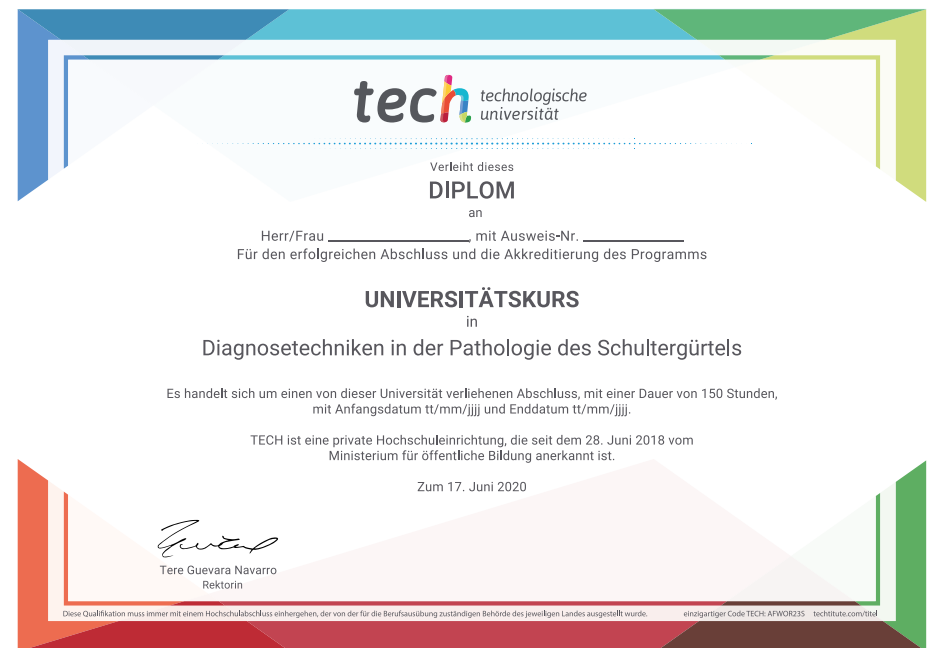 tech technologische
universität
Verleiht dieses
DIPLOM
an
Herr/Frau ____________________, mit Ausweis-Nr. ______________
Für den erfolgreichen Abschluss und die Akkreditierung des Programms
UNIVERSITÄTSKURS
in
Diagnosetechniken in der Pathologie des Schultergürtels
Es handelt sich um einen von dieser Universität verliehenen Abschluss, mit einer Dauer von 150 Stunden,
mit Anfangsdatum tt/mm/jjjj und Enddatum tt/mm/jjjj.
TECH ist eine private Hochschuleinrichtung, die seit dem 28. Juni 2018 vom
Ministerium für öffentliche Bildung anerkannt ist.
Zum 17. Juni 2020
Tere Guevara Navarro
Rektorin
Diese Qualifikation muss immer mit einem Hochschulabschluss einhergehen, der von der für die Berufsausübung zuständigen Behörde des jeweiligen Landes ausgestellt wurde. einzigartiger Code TECH: AFWOR23S techtitute.com/titel